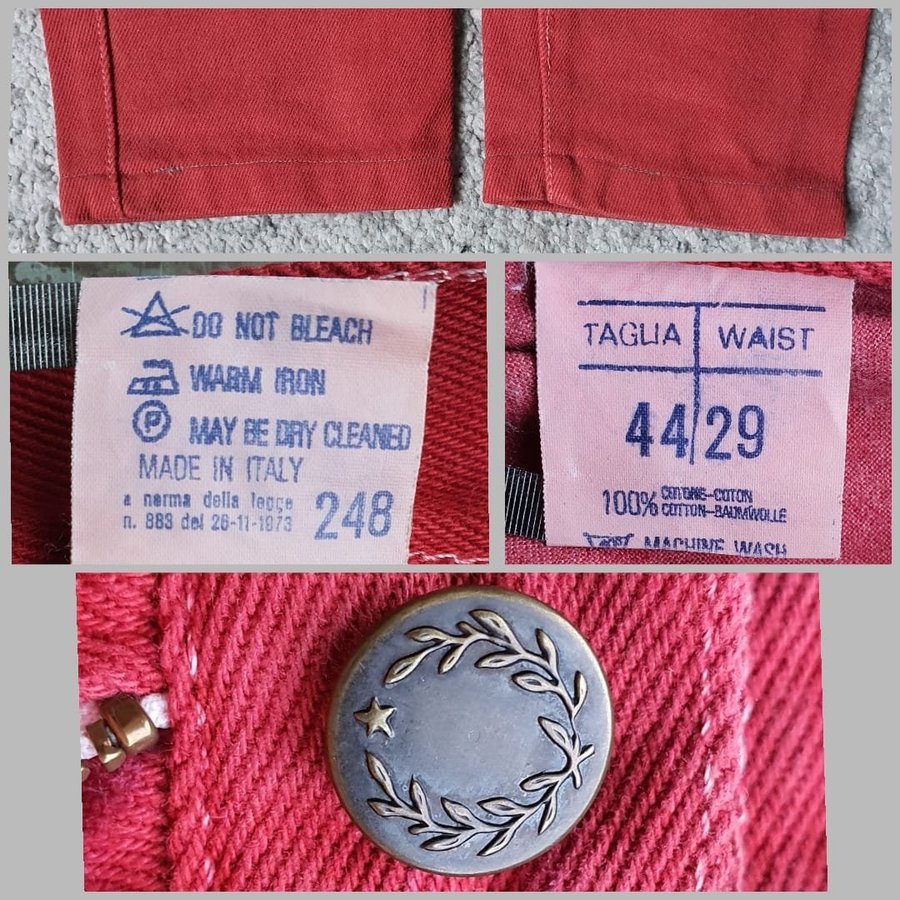 DO NOT BLEACH
WARM IRON
P MAY BE DRY CLEANED
MADE IN ITALY
a norma della legge
n. 883 del 26-11-1973
248
TAGLIA WAIST
44 29
100% COTONE-COTON
COTTON-BAUMWOLLE
MACHINE WASH